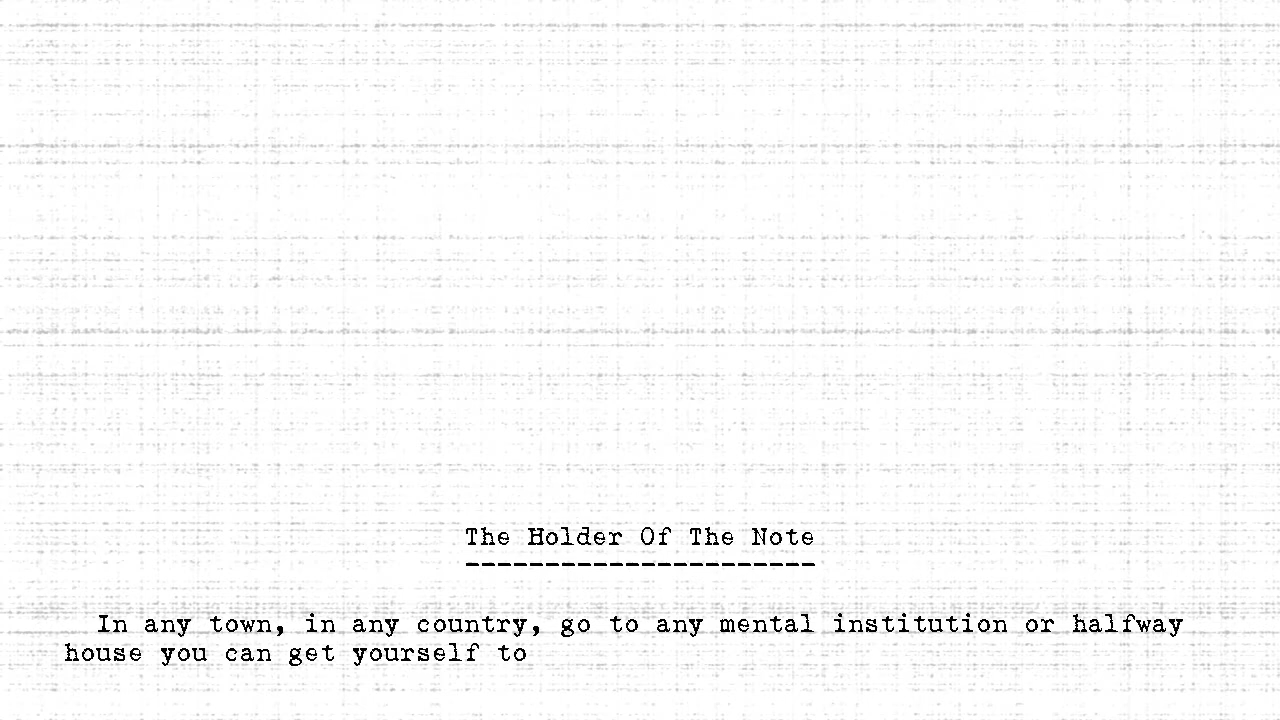 The Holder Of The Note
----------------------
In any town, in any country, go to any mental institution or halfway
house you can get yourself to